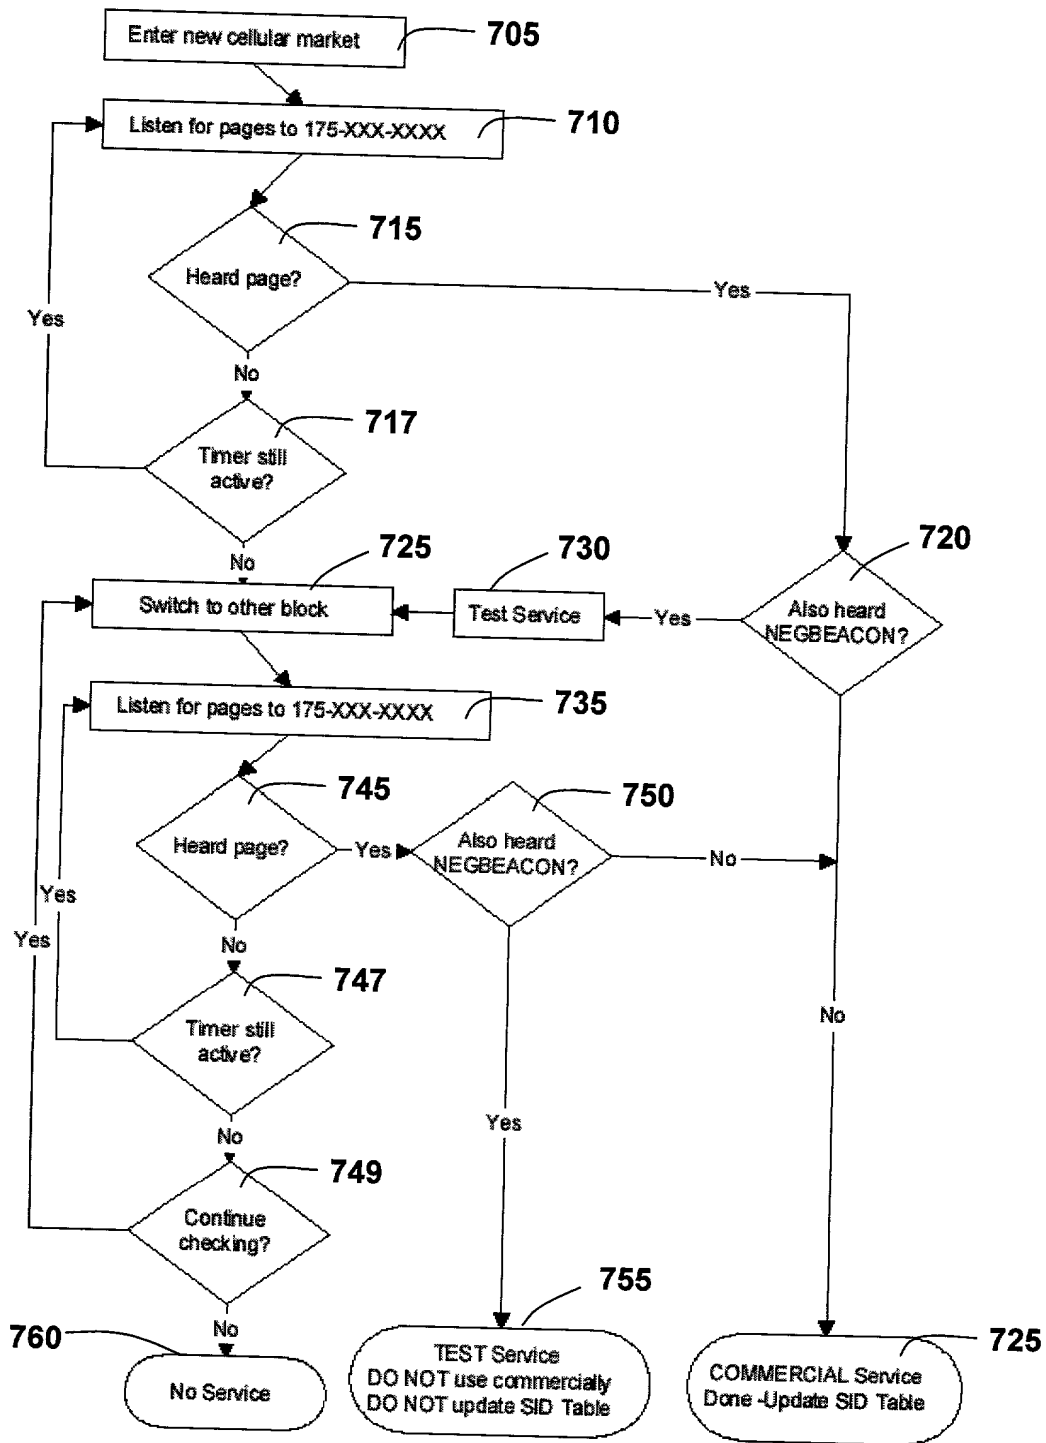 Enter new cellular market
705
Listen for pages to 175-XXX-XXXX
710
715
Heard page?
Yes
Yes
No
717
Timer still
active?
No
725
730
720
Switch to other block
Test Service
Yes
Also heard
NEGBEACON?
Listen for pages to 175-XXX-XXXX
735
745
750
Heard page?
Yes
Also heard
NEGBEACON?
No
Yes
Yes
No
747
Timer still
active?
No
Yes
No
749
Continue
checking?
755
760
No
725
No Service
TEST Service
DO NOT use commercially
DO NOT update SID Table
COMMERCIAL Service
Done -Update SID Table